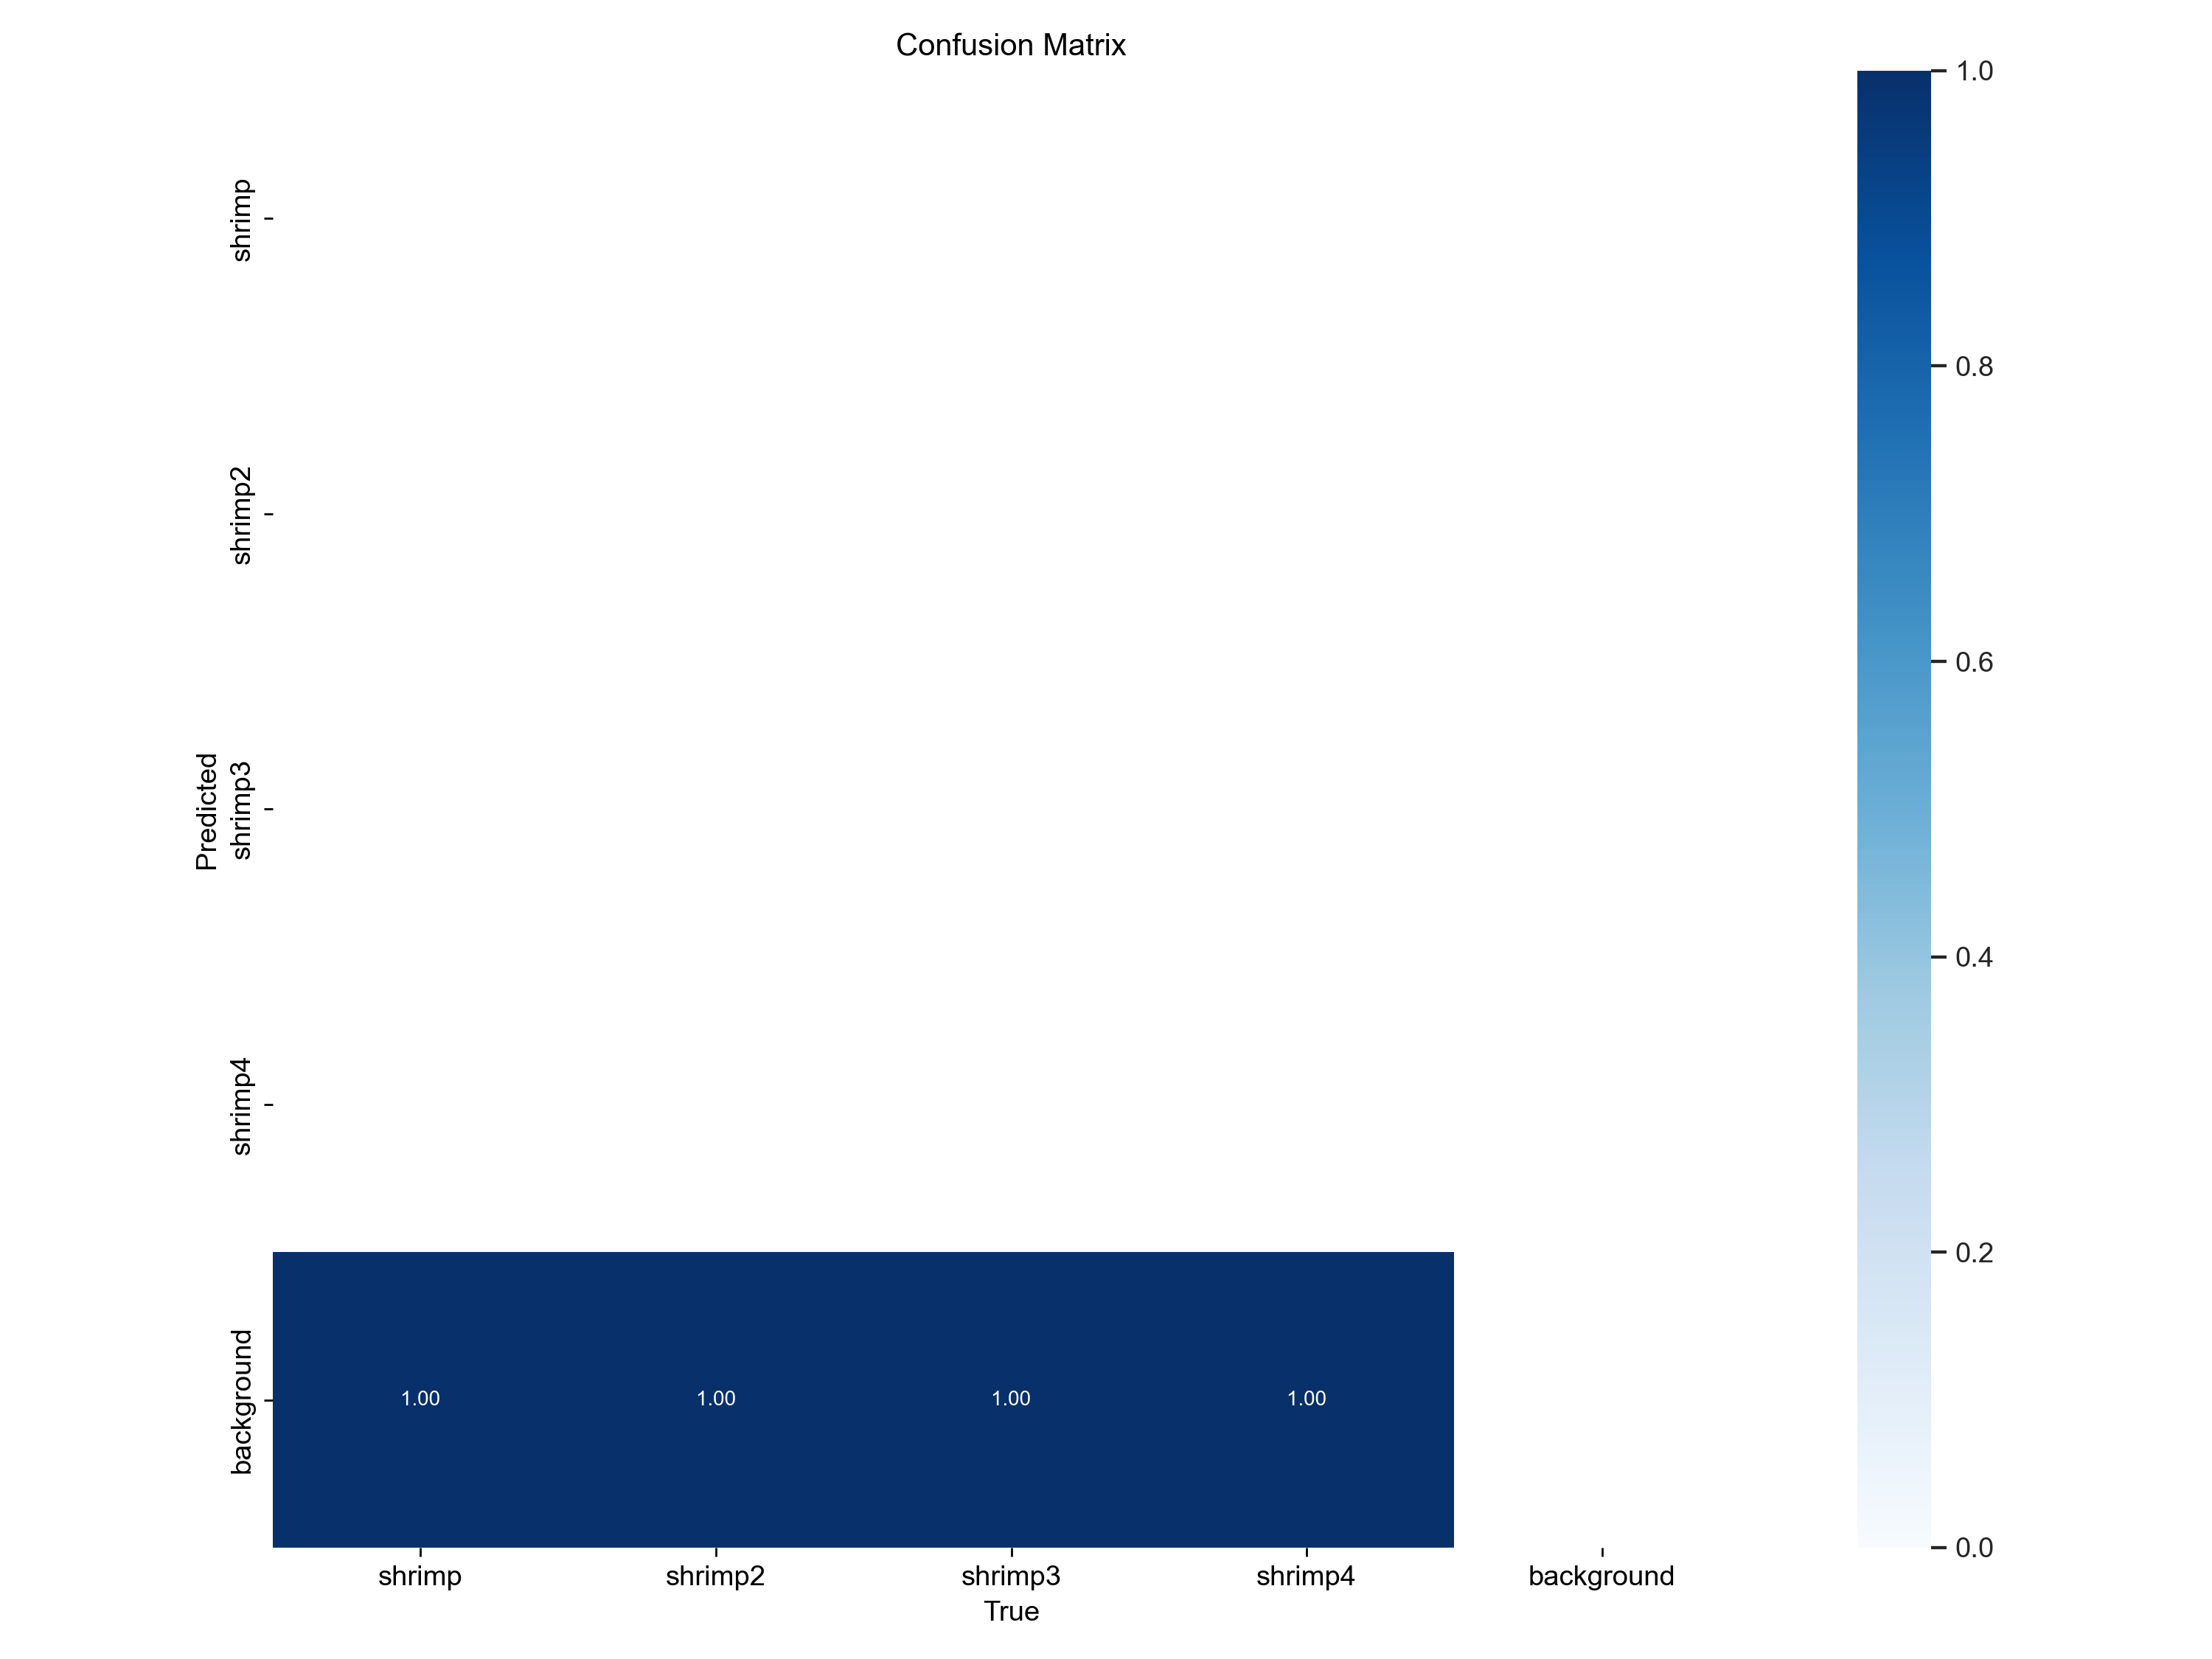 Confusion Matrix
1.0
0.8
0.6
0.4
0.2
0.0
Predicted
shrimp
shrimp2
shrimp3
shrimp4
background
1.00 1.00 1.00 1.00
shrimp shrimp2 shrimp3 shrimp4 background
True